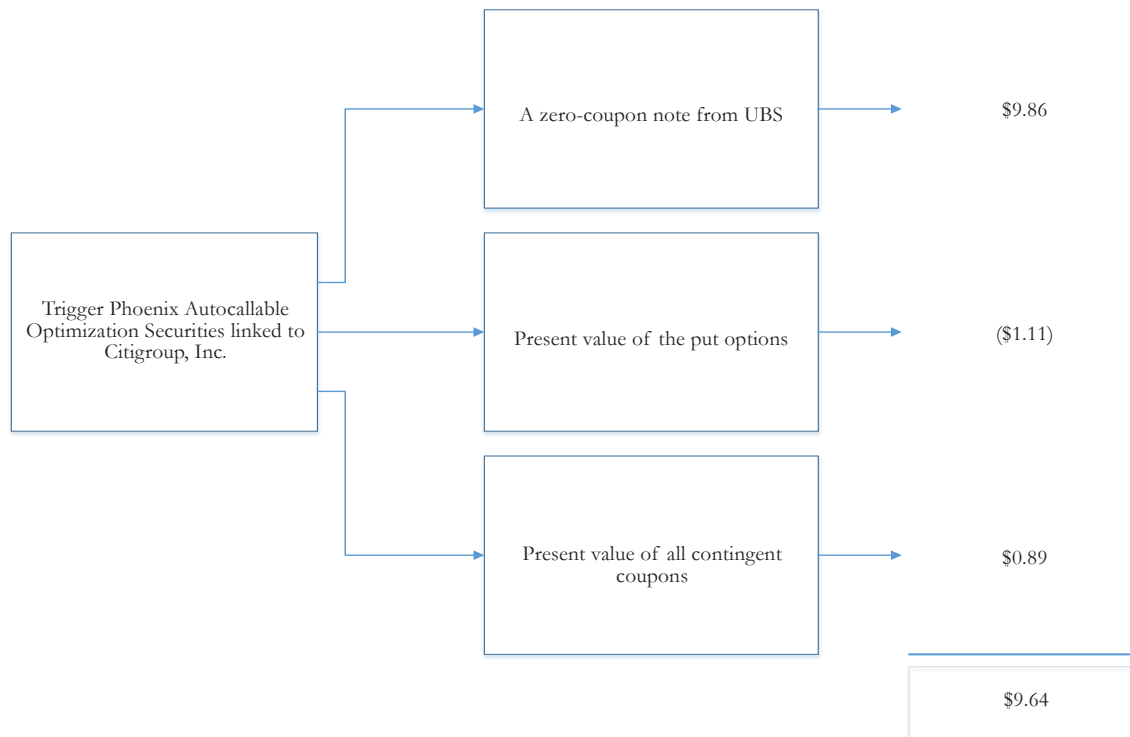 A zero-coupon note from UBS
$9.86
Trigger Phoenix Autocallable
Optimization Securities linked to
Citigroup, Inc.
Present value of the put options
($1.11)
Present value of all contingent
coupons
$0.89
$9.64